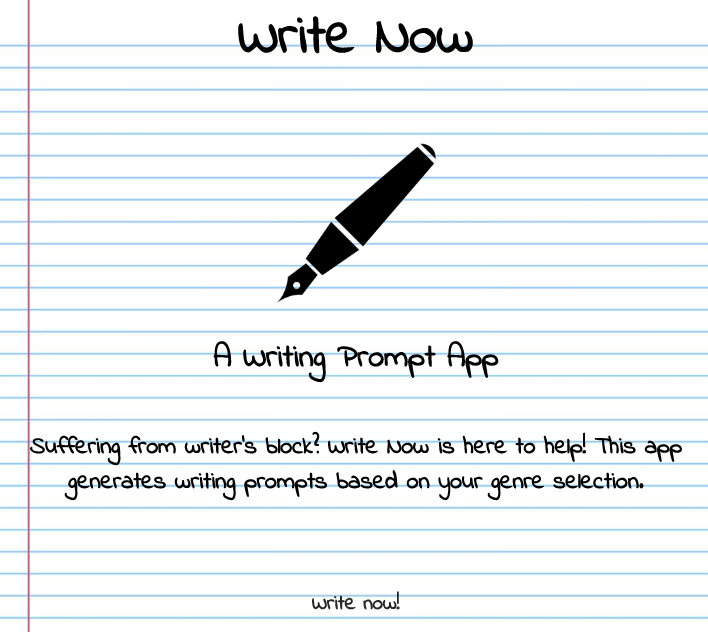 Write Now
A Writing Prompt App
Suffering from writer's block? Write Now is here to help! This app
generates writing prompts based on your genre selection.
write now!